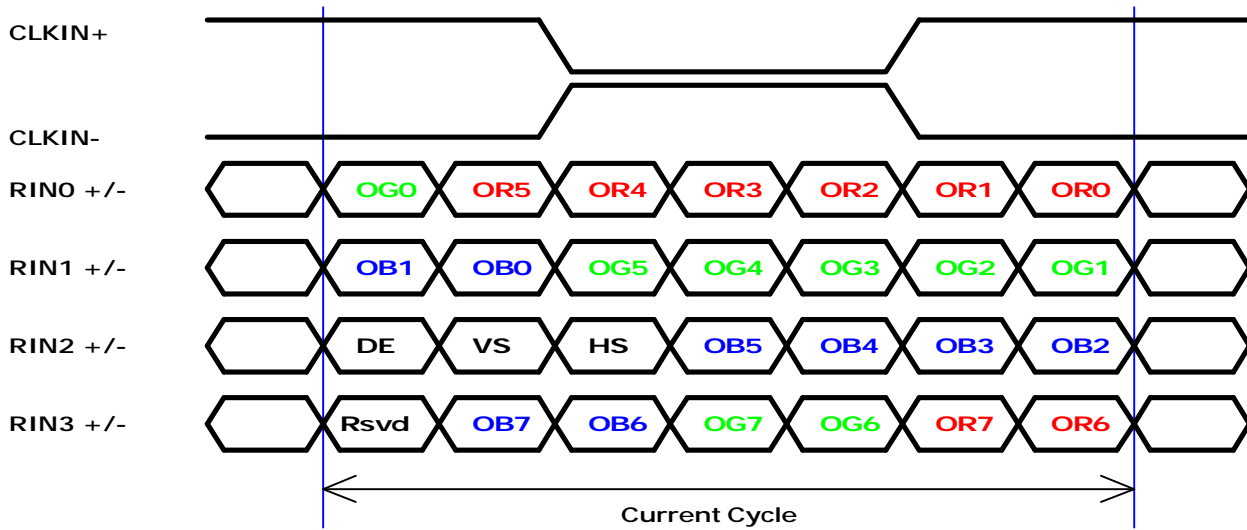 CLKIN+
CLKIN-
RIN0 +/- OG0 OR5 OR4 OR3 OR2 OR1 OR0
RIN1 +/- OB1 OB0 OG5 OG4 OG3 OG2 OG1
RIN2 +/- DE VS HS OB5 OB4 OB3 OB2
RIN3 +/- Rsvd OB7 OB6 OG7 OG6 OR7 OR6
Current Cycle